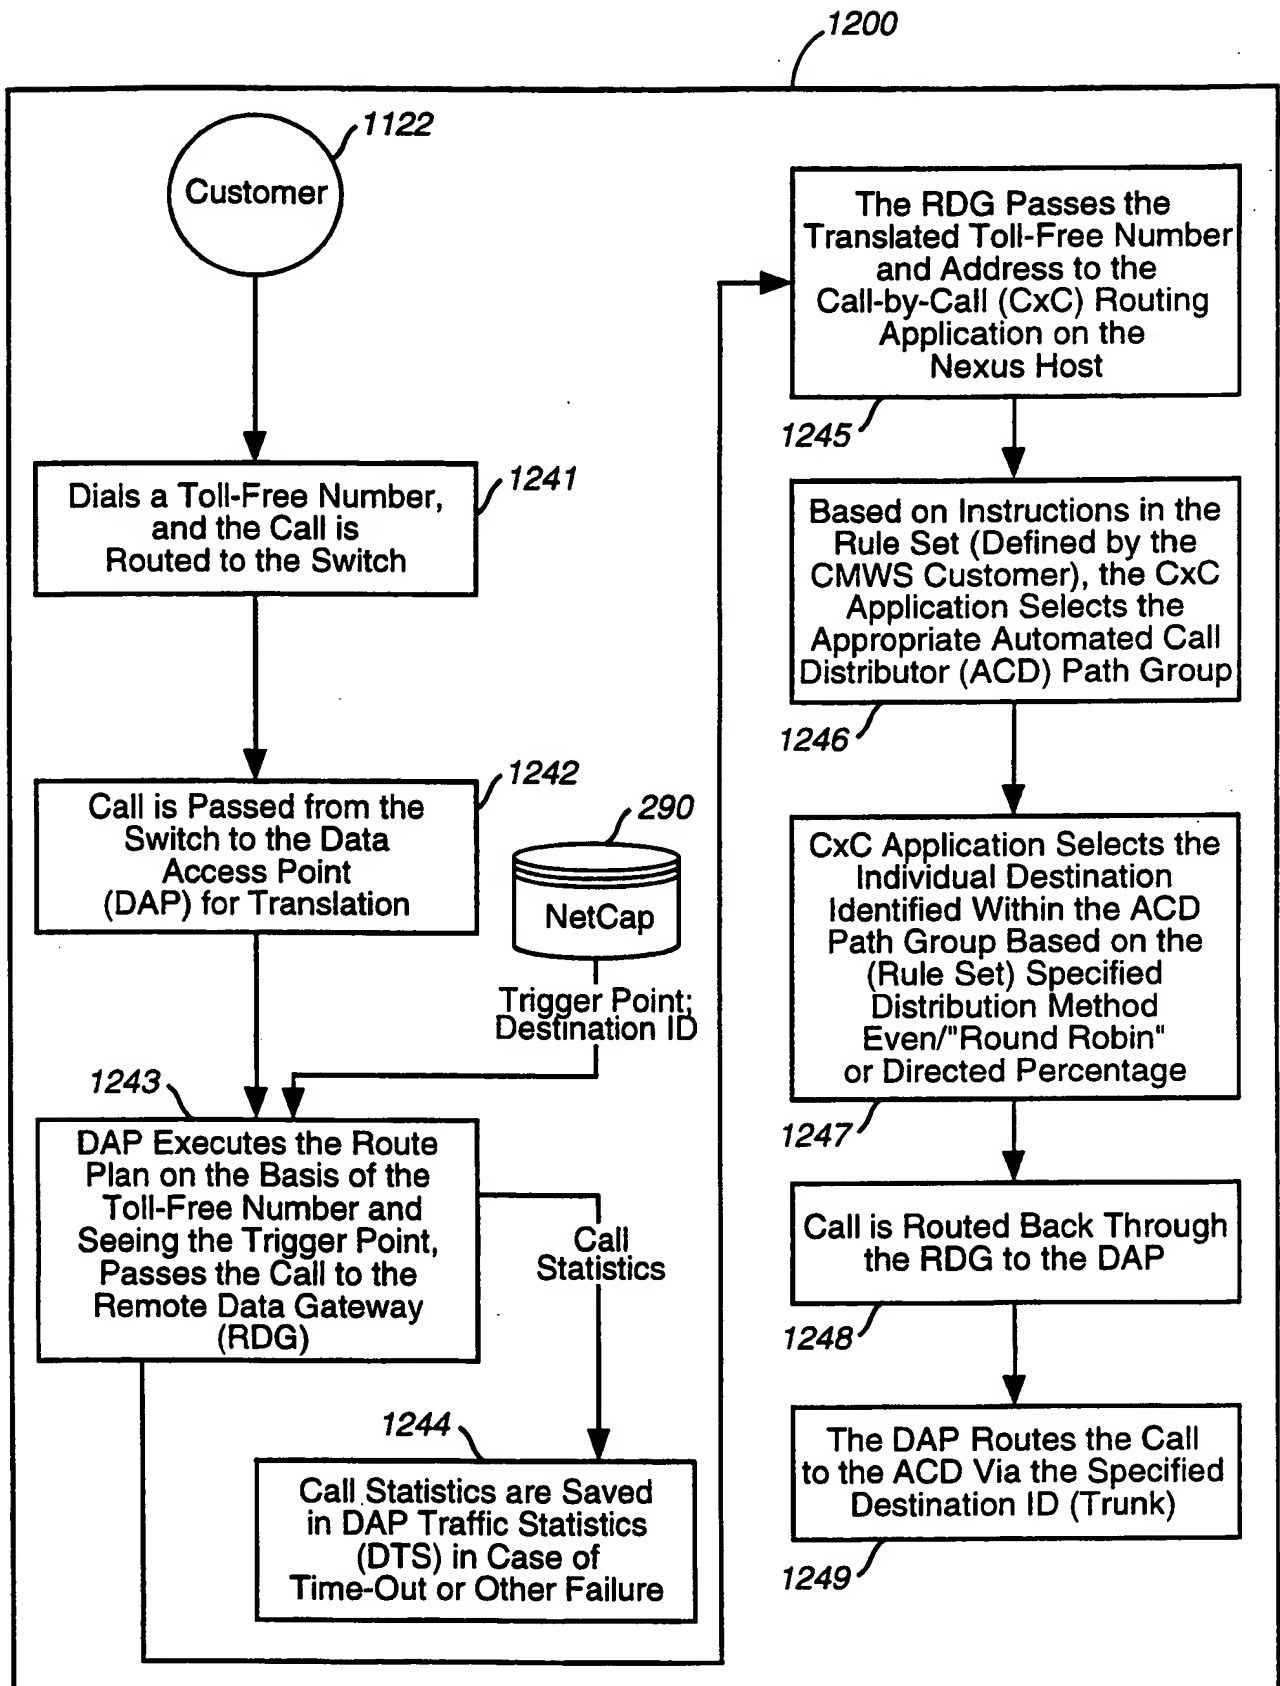 1200
1122
Customer
1241
Dials a Toll-Free Number,
and the Call is
Routed to the Switch
1242
Call is Passed from the
Switch to the Data
Access Point
(DAP) for Translation
290
NetCap
Trigger Point;
Destination ID
1243
DAP Executes the Route
Plan on the Basis of the
Toll-Free Number and
Seeing the Trigger Point,
Passes the Call to the
Remote Data Gateway
(RDG)
Call
Statistics
1244
Call Statistics are Saved
in DAP Traffic Statistics
(DTS) in Case of
Time-Out or Other Failure
The RDG Passes the
Translated Toll-Free Number
and Address to the
Call-by-Call (CxC) Routing
Application on the
Nexus Host
1245
Based on Instructions in the
Rule Set (Defined by the
CMWS Customer), the CxC
Application Selects the
Appropriate Automated Call
Distributor (ACD) Path Group
1246
CxC Application Selects the
Individual Destination
Identified Within the ACD
Path Group Based on the
(Rule Set) Specified
Distribution Method
Even/"Round Robin"
or Directed Percentage
1247
Call is Routed Back Through
the RDG to the DAP
1248
The DAP Routes the Call
to the ACD Via the Specified
Destination ID (Trunk)
1249